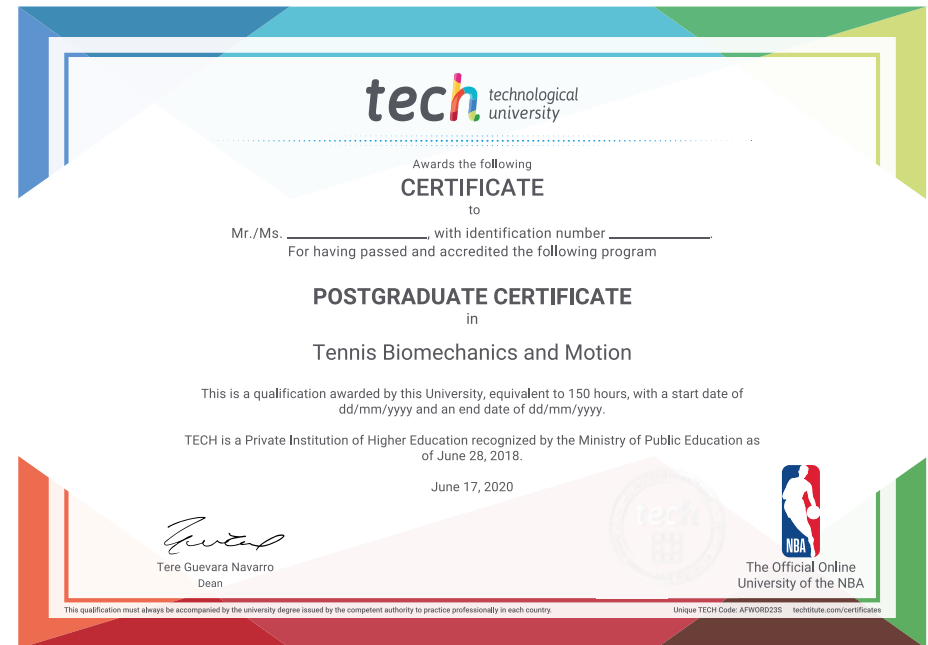 tech technological
university
Awards the following
CERTIFICATE
to
Mr./Ms. ____________________, with identification number ______________.
For having passed and accredited the following program
POSTGRADUATE CERTIFICATE
in
Tennis Biomechanics and Motion
This is a qualification awarded by this University, equivalent to 150 hours, with a start date of
dd/mm/yyyy and an end date of dd/mm/yyyy.
TECH is a Private Institution of Higher Education recognized by the Ministry of Public Education as
of June 28, 2018.
June 17, 2020
tech
NBA
Tere Guevara Navarro
Dean
The Official Online
University of the NBA
This qualification must always be accompanied by the university degree issued by the competent authority to practice professionally in each country.
Unique TECH Code: AFWORD23S techtitute.com/certificates